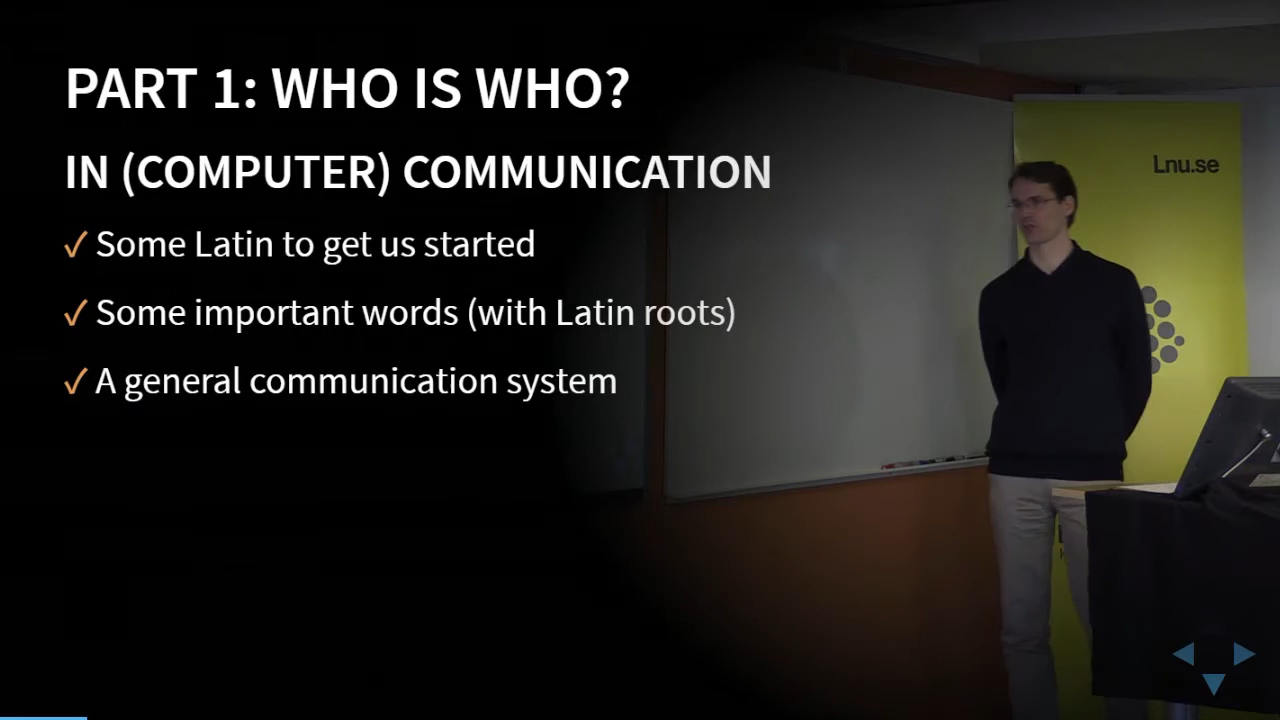 PART 1: WHO IS WHO?
IN (COMPUTER) COMMUNICATION
✓ Some Latin to get us started
✓ Some important words (with Latin roots)
✓ A general communication system
Lnu.se